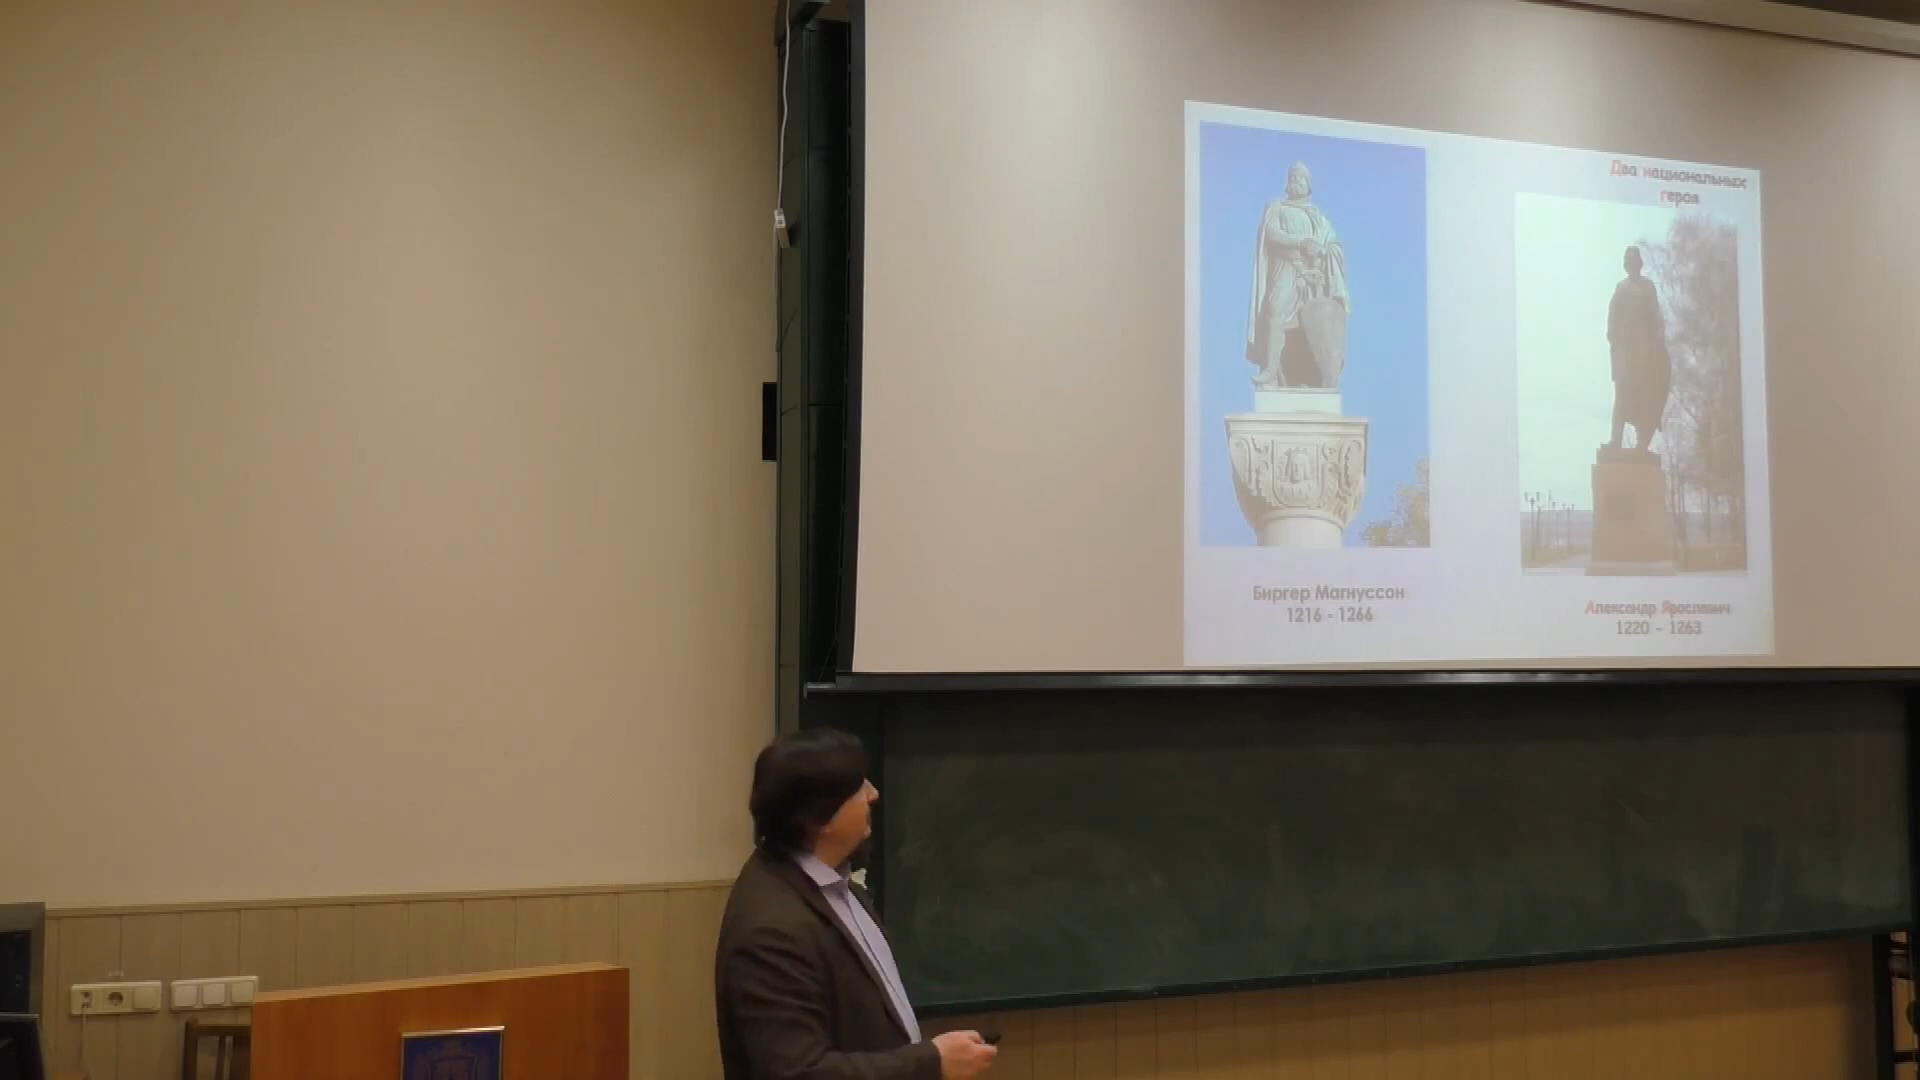 Два национальных
героя
Биргер Магнуссон
1216 - 1266
Александр Ярославич
1220 - 1263